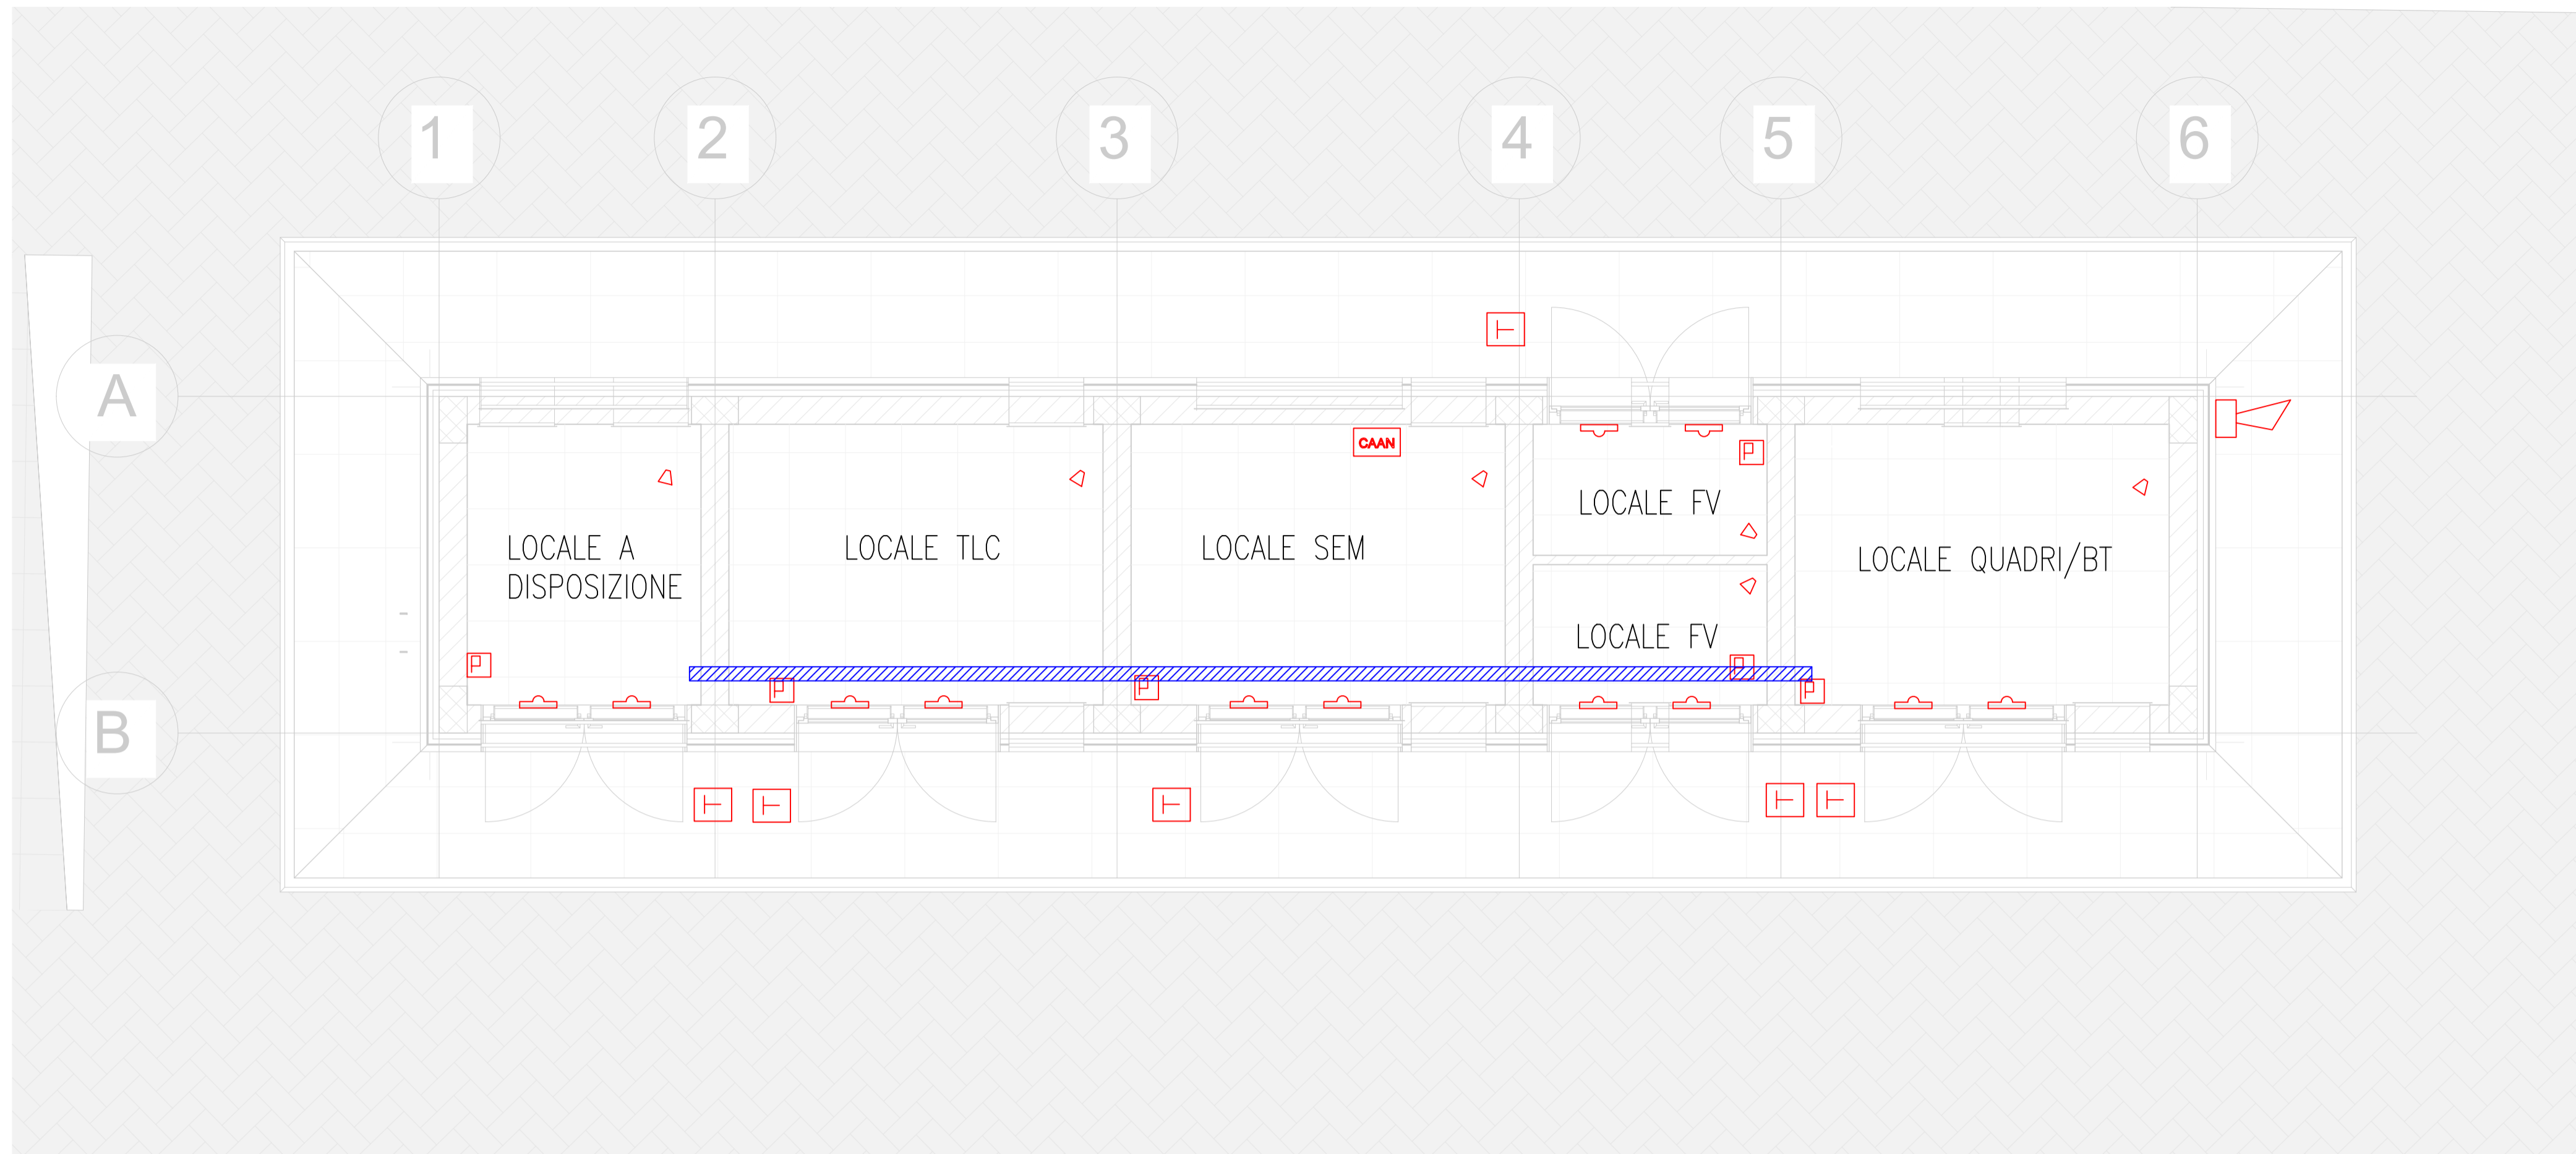 1
2
3
4
5
6
A
B
T
CAAN
P
LOCALE FV
LOCALE A
DISPOSIZIONE
LOCALE TLC
LOCALE SEM
LOCALE QUADRI/BT
LOCALE FV
P
P
P
P
P
T
T
T
T
T